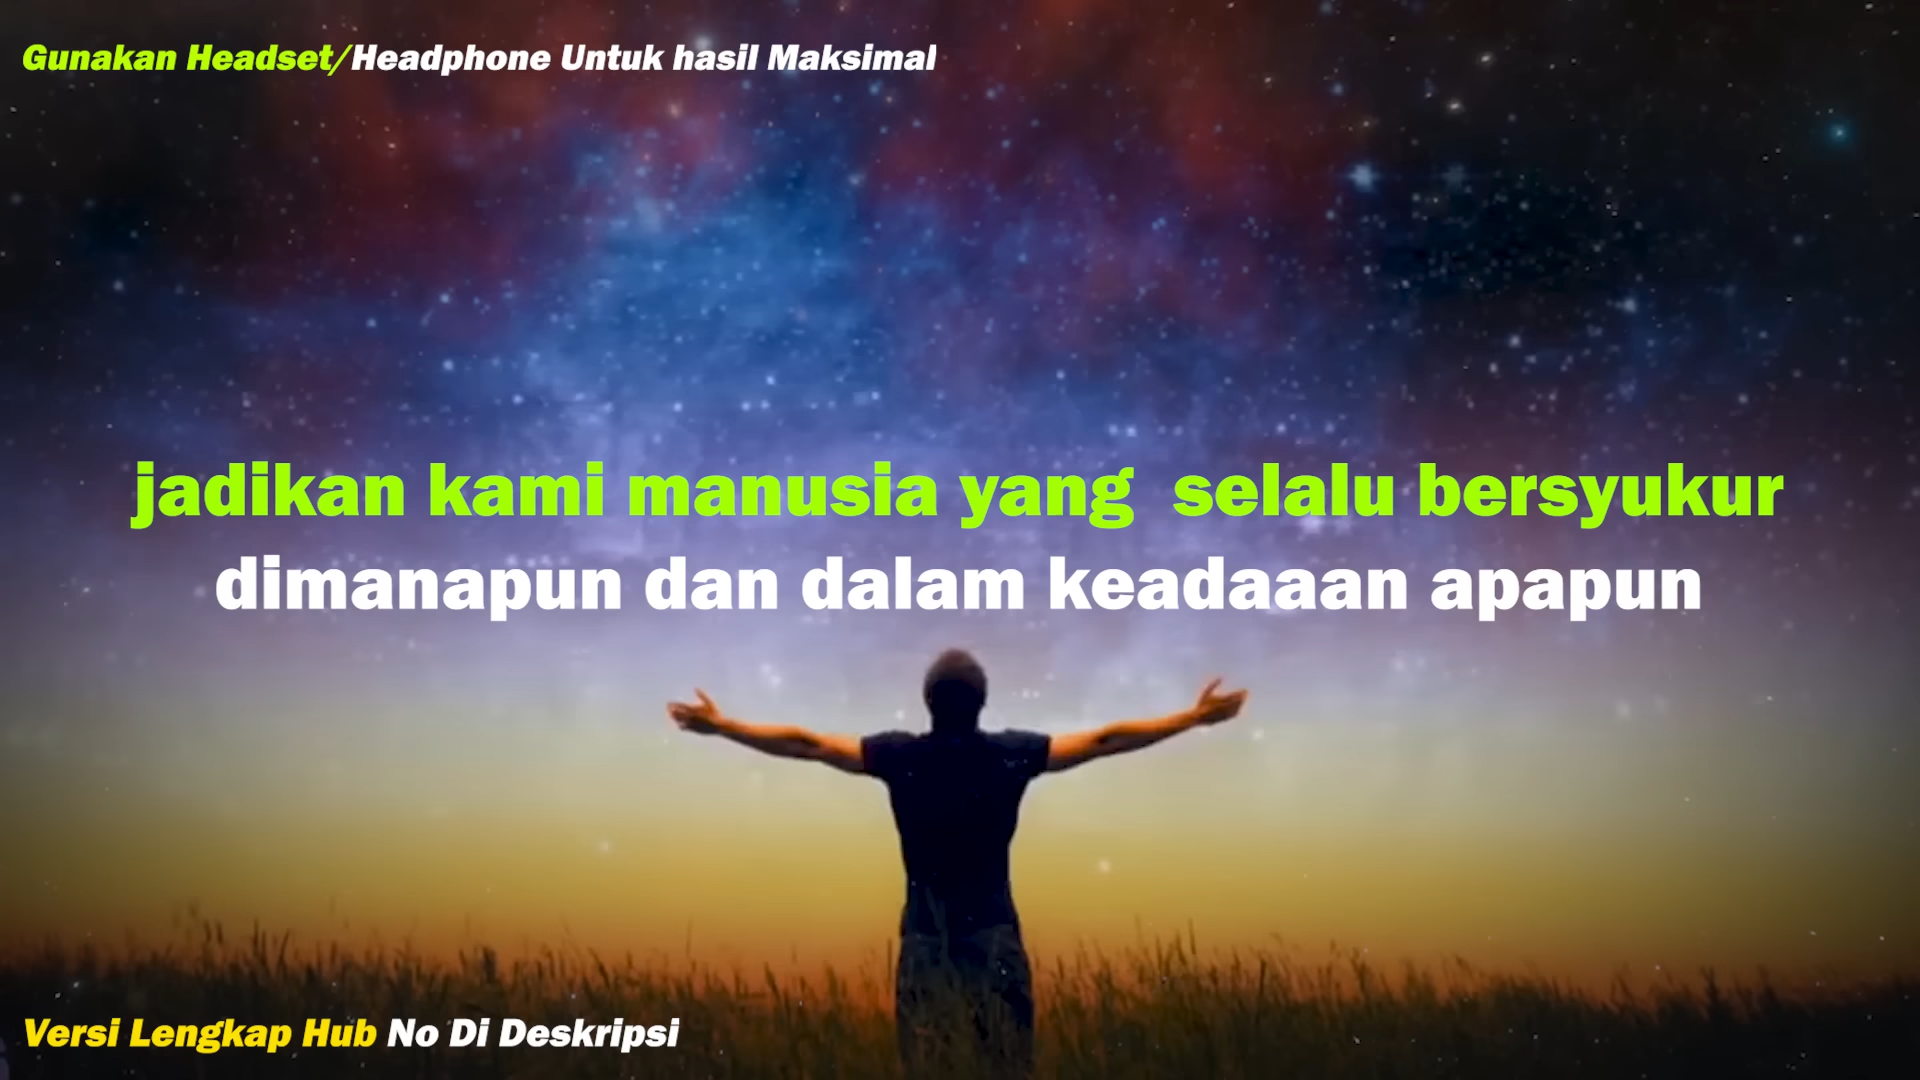 Gunakan Headset/Headphone Untuk hasil Maksimal
jadikan kami manusia yang selalu bersyukur
dimanapun dan dalam keadaaan apapun
Versi Lengkap Hub No Di Deskripsi